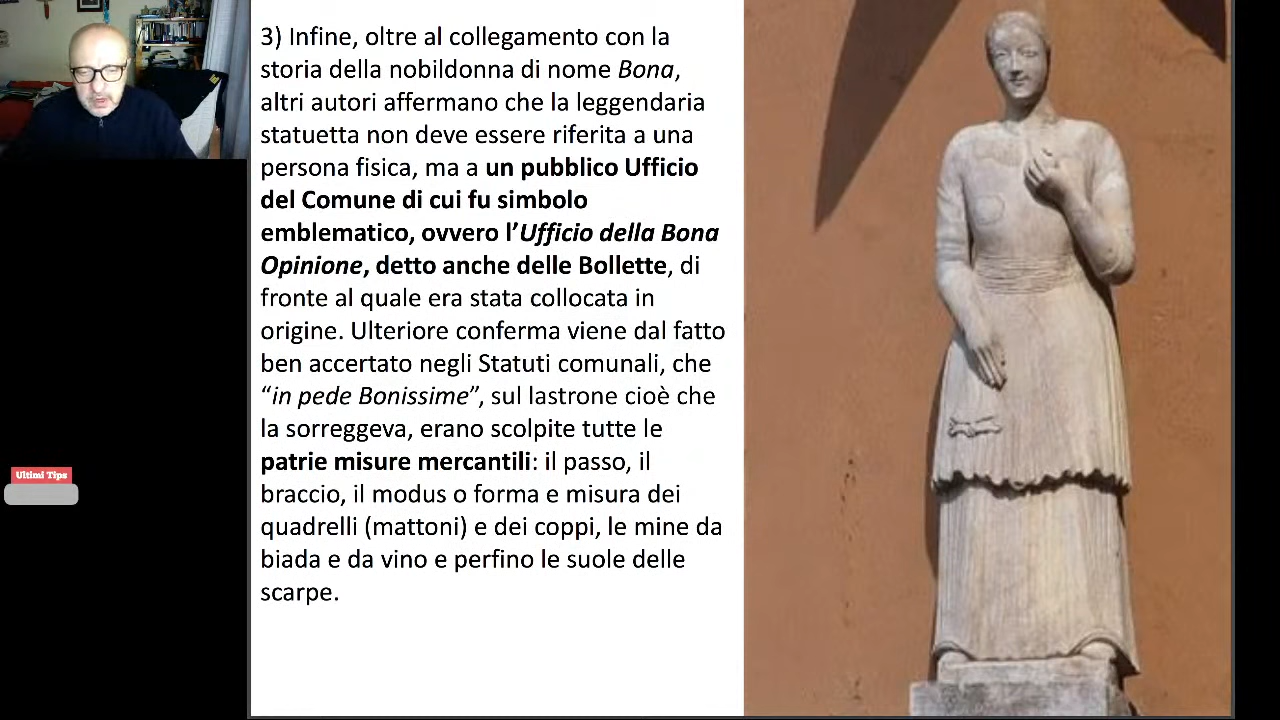 3) Infine, oltre al collegamento con la
storia della nobildonna di nome Bona,
altri autori affermano che la leggendaria
statuetta non deve essere riferita a una
persona fisica, ma a un pubblico Ufficio
del Comune di cui fu simbolo
emblematico, ovvero l’Ufficio della Bona
Opinione, detto anche delle Bollette, di
fronte al quale era stata collocata in
origine. Ulteriore conferma viene dal fatto
ben accertato negli Statuti comunali, che
“in pede Bonissime”, sul lastrone cioè che
la sorreggeva, erano scolpite tutte le
patrie misure mercantili: il passo, il
braccio, il modus o forma e misura dei
quadrelli (mattoni) e dei coppi, le mine da
biada e da vino e perfino le suole delle
scarpe.
Ultimi Tips